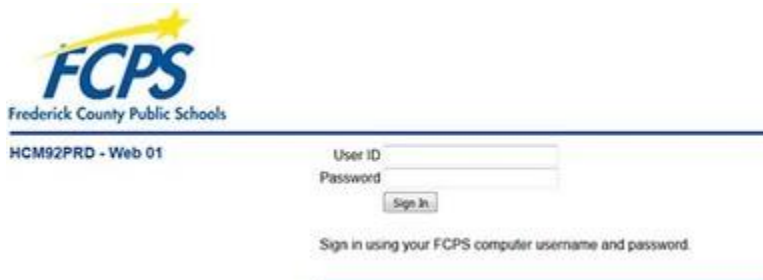 FCPS
Frederick County Public Schools
HCM92PRD - Web 01
User ID
Password
Sign In
Sign in using your FCPS computer username and password.